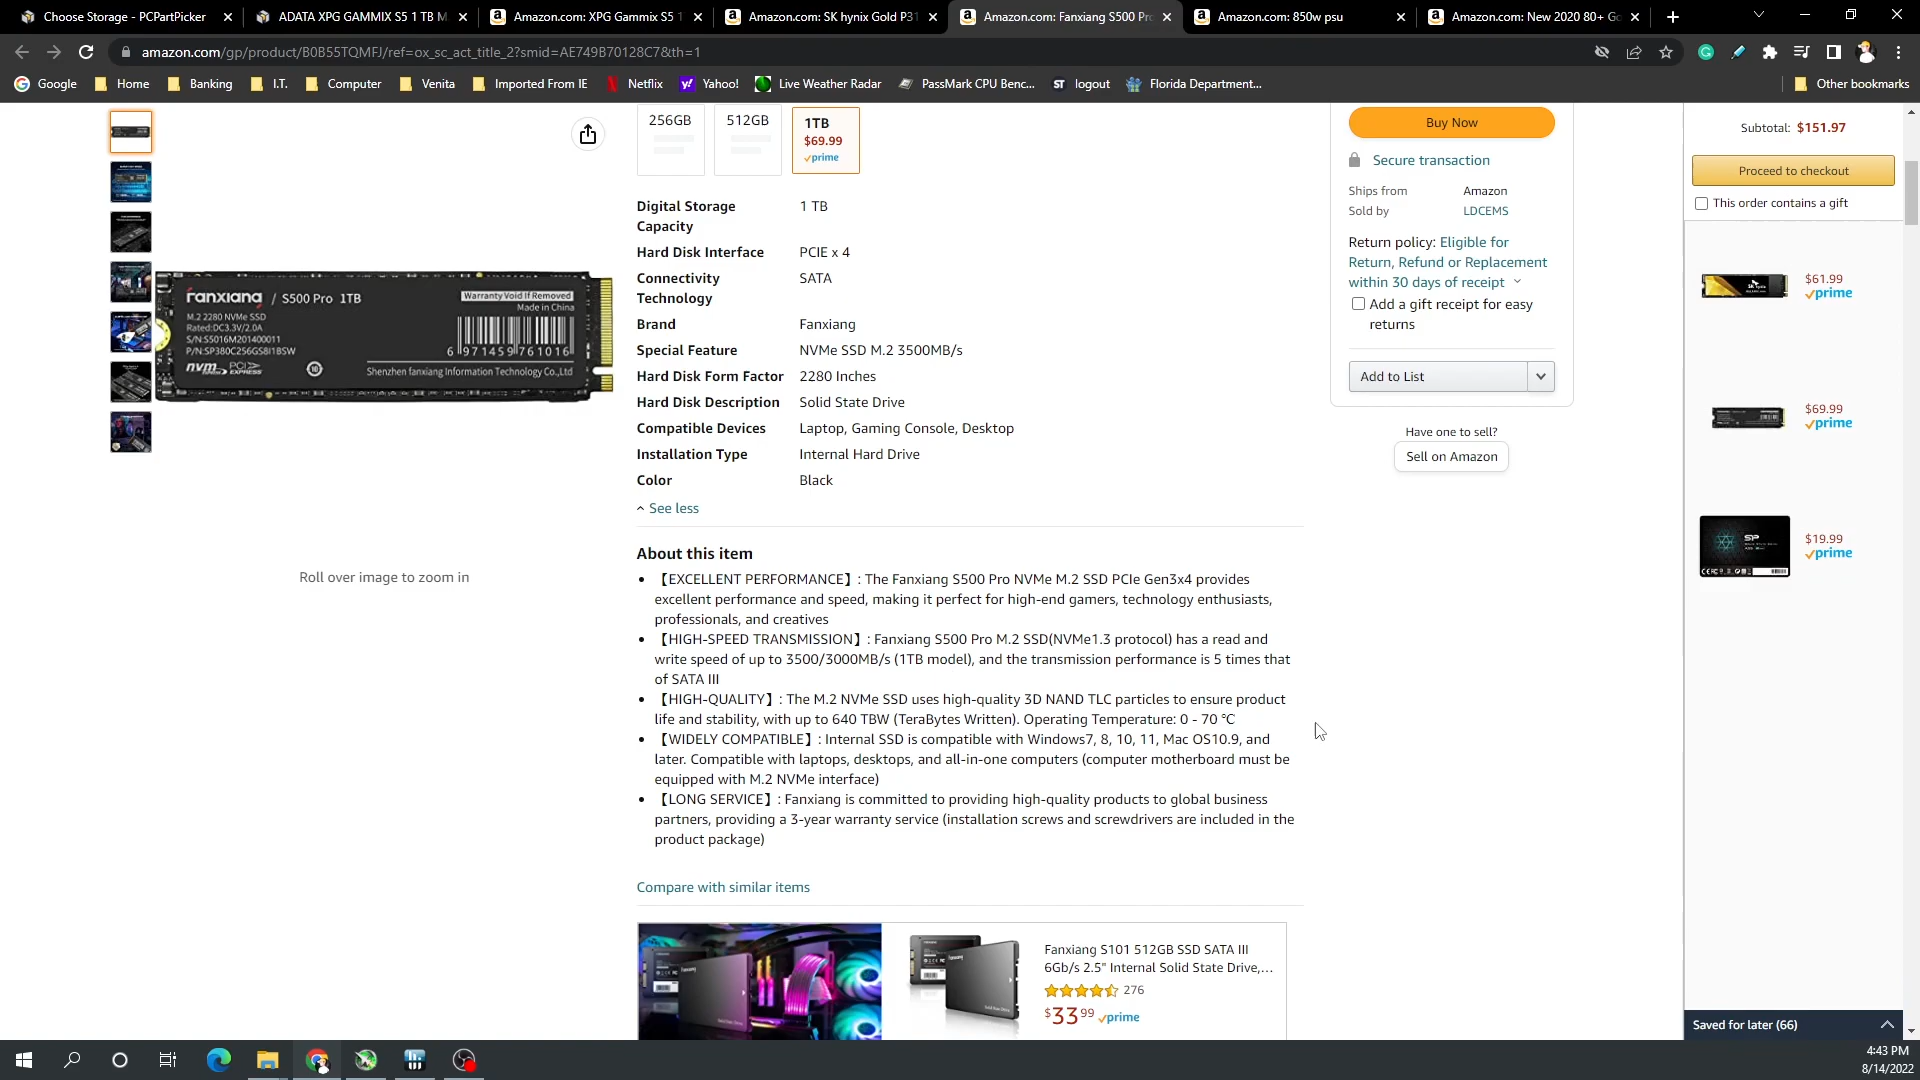 Choose Storage - PCPartPicker
ADATA XPG GAMMIX S5 1 TB M
Amazon.com: XPG Gammix S5 1
Amazon.com: SK hynix Gold P31
Amazon.com: Fanxiang S500 Pro
Amazon.com: 850w psu
Amazon.com: New 2020 80+ Go
amazon.com/gp/product/B0B55TQMFJ/ref=ox_sc_act_title_2?smid=AE749B70128C7&th=1
Google
Home
Banking
I.T.
Computer
Venita
Imported From IE
Netflix
Yahoo!
Live Weather Radar
PassMark CPU Benc...
ST logout
Florida Department...
Other bookmarks
256GB
512GB
1TB
$69.99
prime
Digital Storage Capacity 1 TB
Hard Disk Interface PCIE x 4
Connectivity Technology SATA
Brand Fanxiang
Special Feature NVMe SSD M.2 3500MB/s
Hard Disk Form Factor 2280 Inches
Hard Disk Description Solid State Drive
Compatible Devices Laptop, Gaming Console, Desktop
Installation Type Internal Hard Drive
Color Black
See less
fanxiang / S500 Pro 1TB
Warranty Void If Removed
Made in China
M.2 2280 NVMe SSD
Rated:DC3.3V/2.0A
S/N:S5016M201400011
P/N:SP380C256GS8I1BSW
6 971459 761016
nvm
PCI EXPRESS
10
Shenzhen fanxiang Information Technology Co.,Ltd
Roll over image to zoom in
About this item
• 【EXCELLENT PERFORMANCE】: The Fanxiang S500 Pro NVMe M.2 SSD PCIe Gen3x4 provides
excellent performance and speed, making it perfect for high-end gamers, technology enthusiasts,
professionals, and creatives
• 【HIGH-SPEED TRANSMISSION】: Fanxiang S500 Pro M.2 SSD(NVMe1.3 protocol) has a read and
write speed of up to 3500/3000MB/s (1TB model), and the transmission performance is 5 times that
of SATA III
• 【HIGH-QUALITY】: The M.2 NVMe SSD uses high-quality 3D NAND TLC particles to ensure product
life and stability, with up to 640 TBW (TeraBytes Written). Operating Temperature: 0 - 70 ℃
• 【WIDELY COMPATIBLE】: Internal SSD is compatible with Windows7, 8, 10, 11, Mac OS10.9, and
later. Compatible with laptops, desktops, and all-in-one computers (computer motherboard must be
equipped with M.2 NVMe interface)
• 【LONG SERVICE】: Fanxiang is committed to providing high-quality products to global business
partners, providing a 3-year warranty service (installation screws and screwdrivers are included in the
product package)
Compare with similar items
Fanxiang S101 512GB SSD SATA III
6Gb/s 2.5" Internal Solid State Drive,...
276
$33 99 prime
Buy Now
Secure transaction
Ships from Amazon
Sold by LDCEMS
Return policy: Eligible for
Return, Refund or Replacement
within 30 days of receipt
Add a gift receipt for easy
returns
Add to List
Have one to sell?
Sell on Amazon
Subtotal: $151.97
Proceed to checkout
This order contains a gift
$61.99
prime
$69.99
prime
SP
$19.99
prime
Saved for later (66)
4:43 PM
8/14/2022